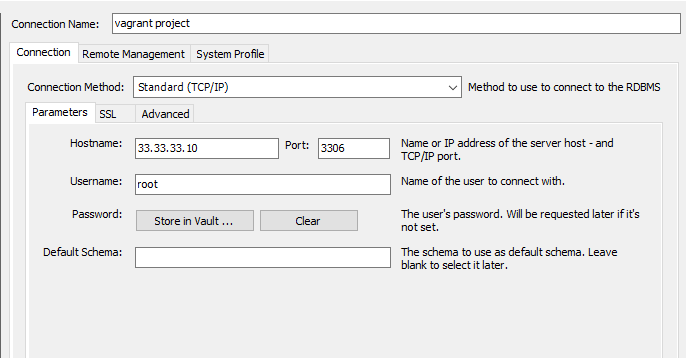 Connection Name: vagrant project
Connection Remote Management System Profile
Connection Method: Standard (TCP/IP) Method to use to connect to the RDBMS
Parameters SSL Advanced
Hostname: 33.33.33.10 Port: 3306 Name or IP address of the server host - and
TCP/IP port.
Username: root Name of the user to connect with.
Password: Store in Vault ... Clear The user's password. Will be requested later if it's
not set.
Default Schema: The schema to use as default schema. Leave
blank to select it later.